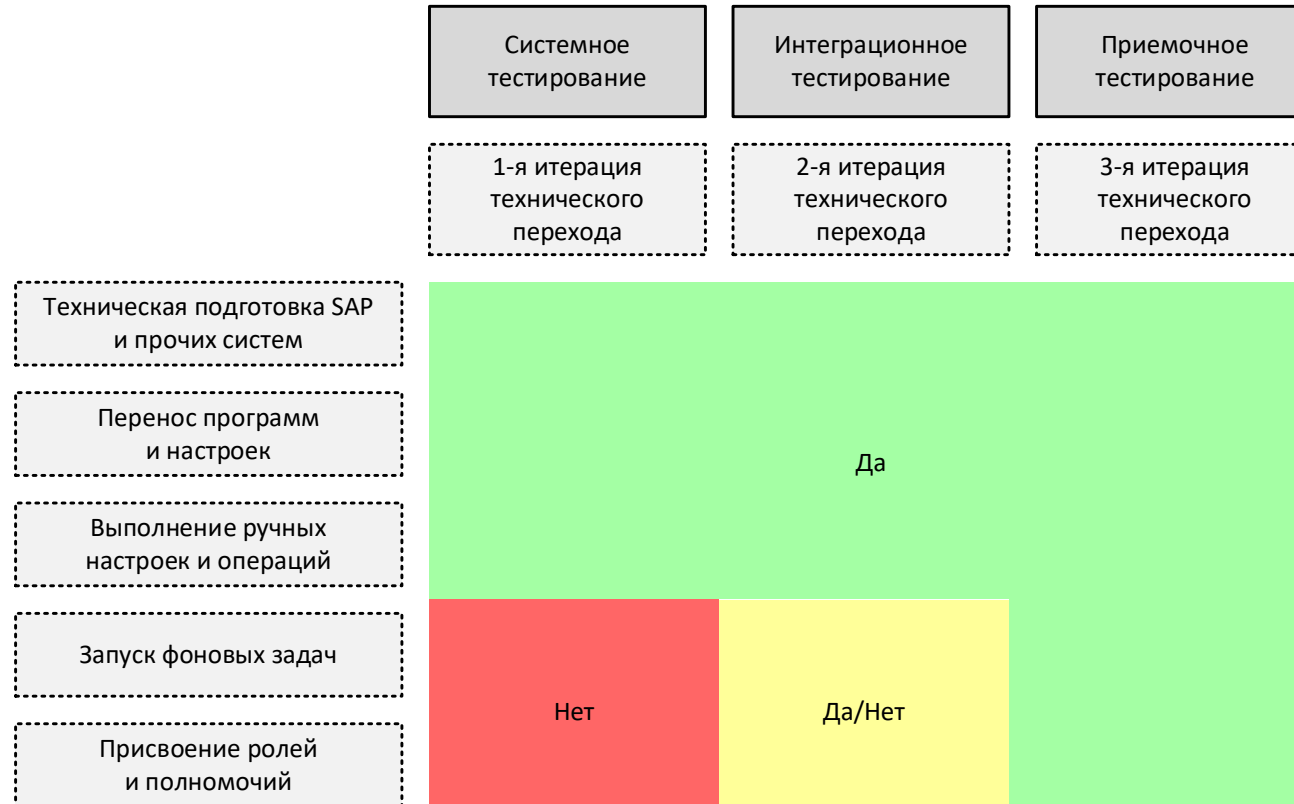 Системное
тестирование
Интеграционное
тестирование
Приемочное
тестирование
1-я итерация
технического
перехода
2-я итерация
технического
перехода
3-я итерация
технического
перехода
Техническая подготовка SAP
и прочих систем
Перенос программ
и настроек
Да
Выполнение ручных
настроек и операций
Запуск фоновых задач
Нет
Да/Нет
Присвоение ролей
и полномочий